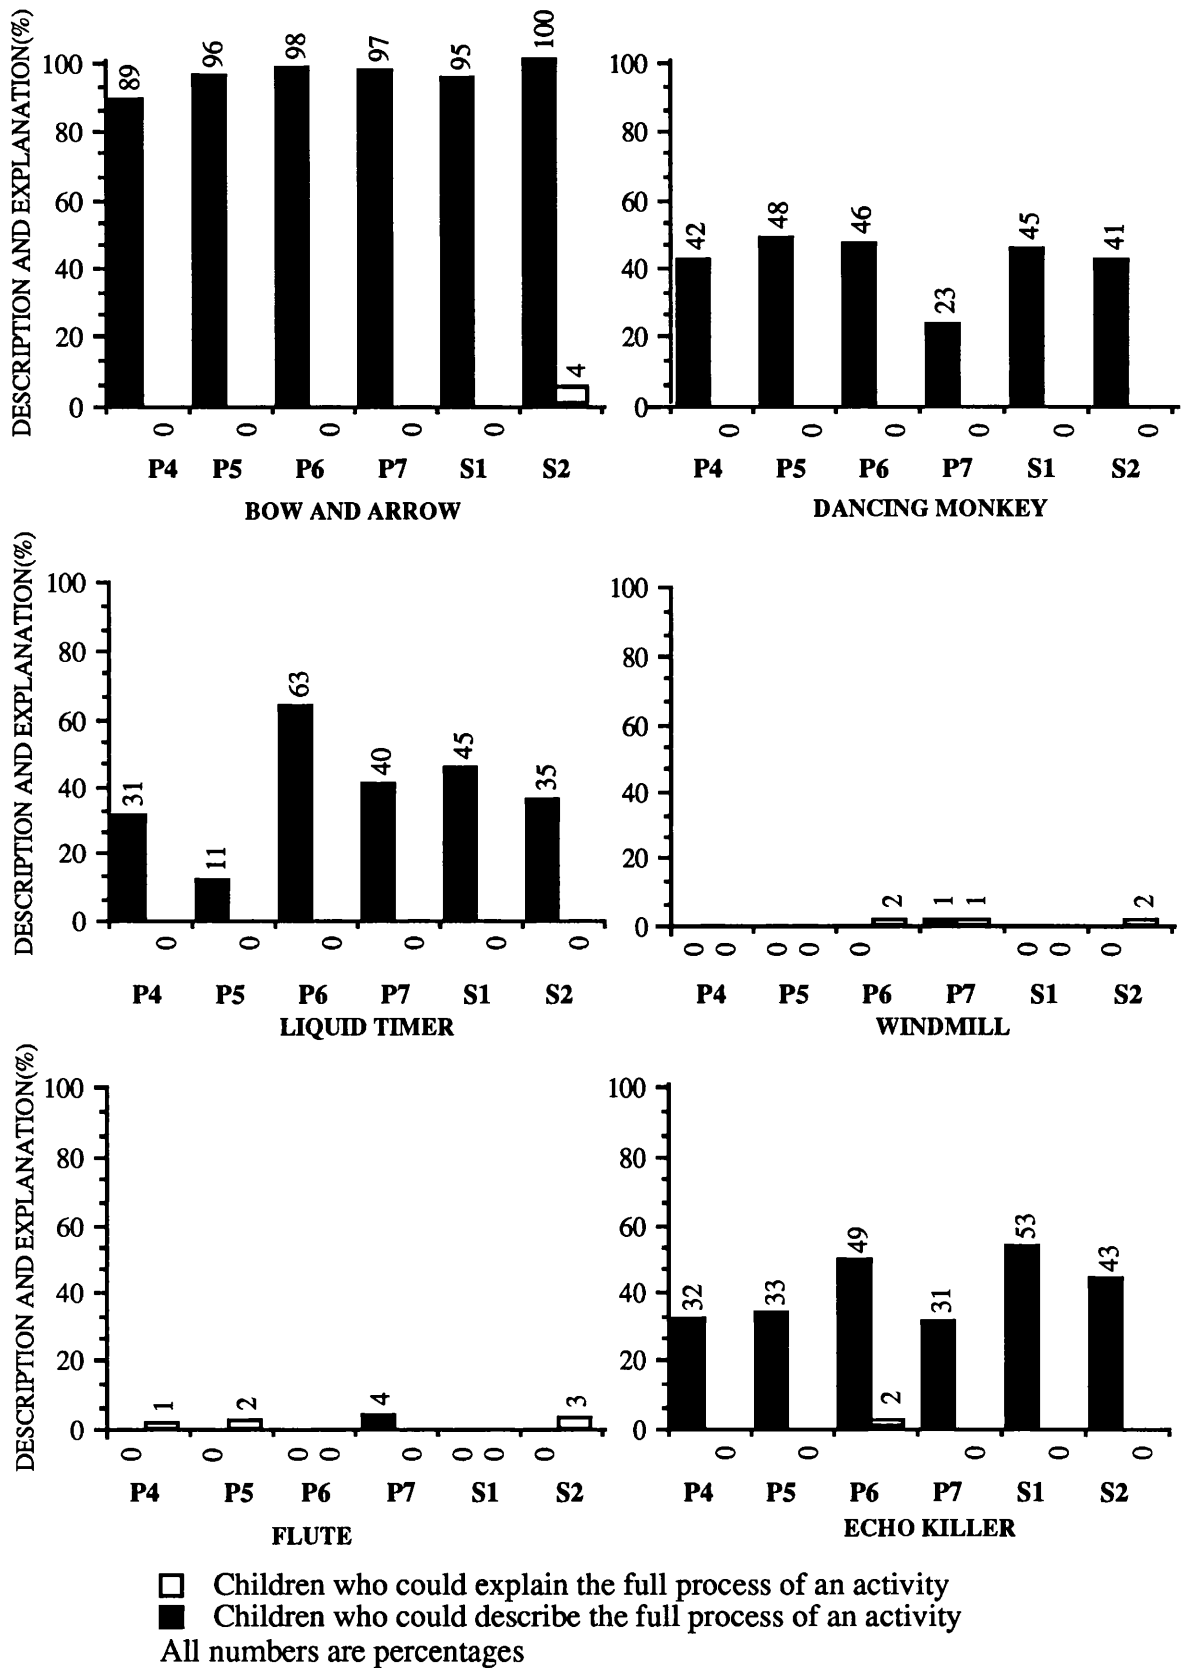 DESCRIPTION AND EXPLANATION(%)
100
80
60
40
20
0
89
96
98
97
95
100
4
0 0 0 0 0
P4 P5 P6 P7 S1 S2
BOW AND ARROW
100
80
60
40
20
0
42
48
46
23
45
41
0 0 0 0 0 0
P4 P5 P6 P7 S1 S2
DANCING MONKEY
DESCRIPTION AND EXPLANATION(%)
100
80
60
40
20
0
31
11
63
40
45
35
0 0 0 0 0 0
P4 P5 P6 P7 S1 S2
LIQUID TIMER
100
80
60
40
20
0
2
1 1
2
0 0 0 0 0 0 0 0
P4 P5 P6 P7 S1 S2
WINDMILL
DESCRIPTION AND EXPLANATION(%)
100
80
60
40
20
0
1
2
4
3
0 0 0 0 0 0 0 0
P4 P5 P6 P7 S1 S2
FLUTE
100
80
60
40
20
0
32
33
49
2
31
53
43
0 0 0 0 0
P4 P5 P6 P7 S1 S2
ECHO KILLER
Children who could explain the full process of an activity
Children who could describe the full process of an activity
All numbers are percentages